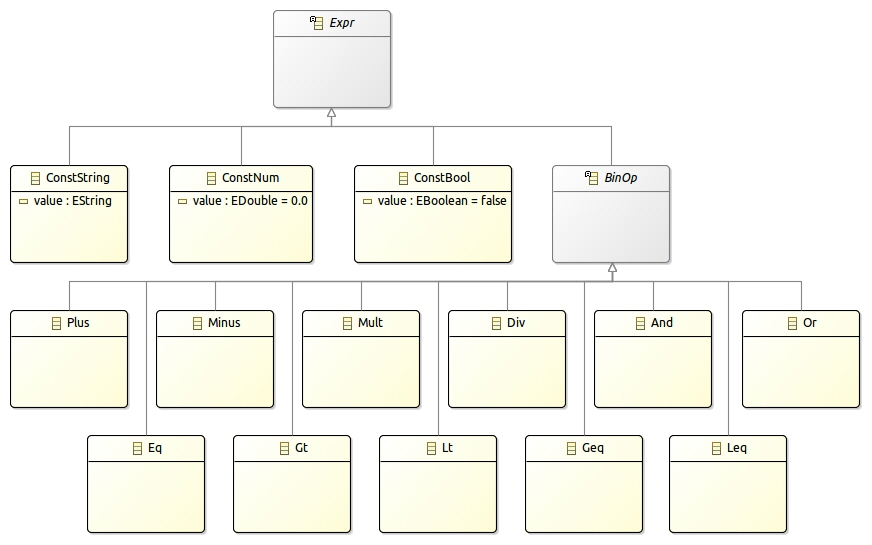 Expr
ConstString
value : EString
ConstNum
value : EDouble = 0.0
ConstBool
value : EBoolean = false
BinOp
Plus
Minus
Mult
Div
And
Or
Eq
Gt
Lt
Geq
Leq